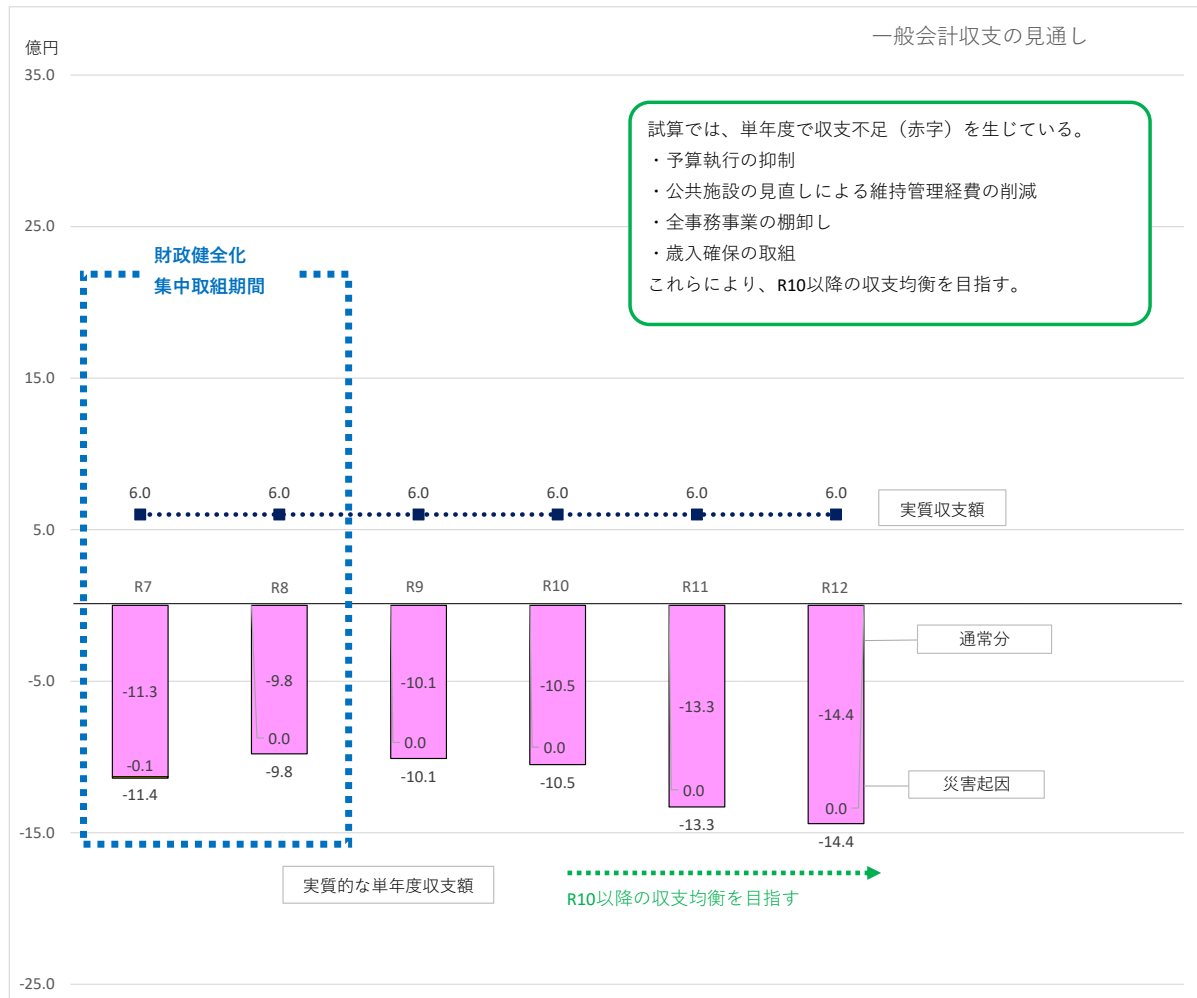 一般会計収支の見通し
億円
35.0
試算では、単年度で収支不足（赤字）を生じている。
・予算執行の抑制
・公共施設の見直しによる維持管理経費の削減
・全事務事業の棚卸し
・歳入確保の取組
これらにより、R10以降の収支均衡を目指す。
25.0
財政健全化
集中取組期間
15.0
6.0 6.0 6.0 6.0 6.0 6.0
実質収支額
5.0
R7 R8 R9 R10 R11 R12
通常分
-5.0
-11.3 -9.8 -10.1 -10.5 -13.3 -14.4
-0.1 0.0 0.0 0.0 0.0 0.0
災害起因
-11.4 -9.8 -10.1 -10.5 -13.3 -14.4
-15.0
実質的な単年度収支額
R10以降の収支均衡を目指す
-25.0